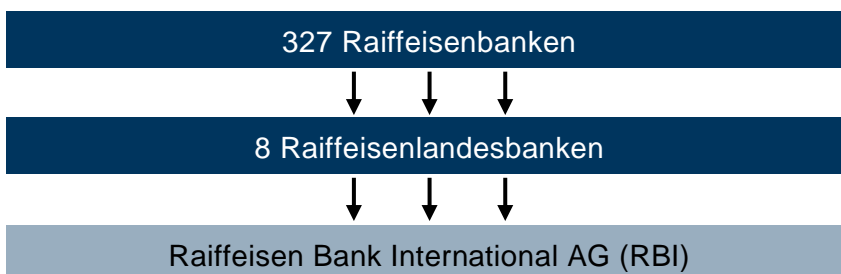 327 Raiffeisenbanken
8 Raiffeisenlandesbanken
Raiffeisen Bank International AG (RBI)